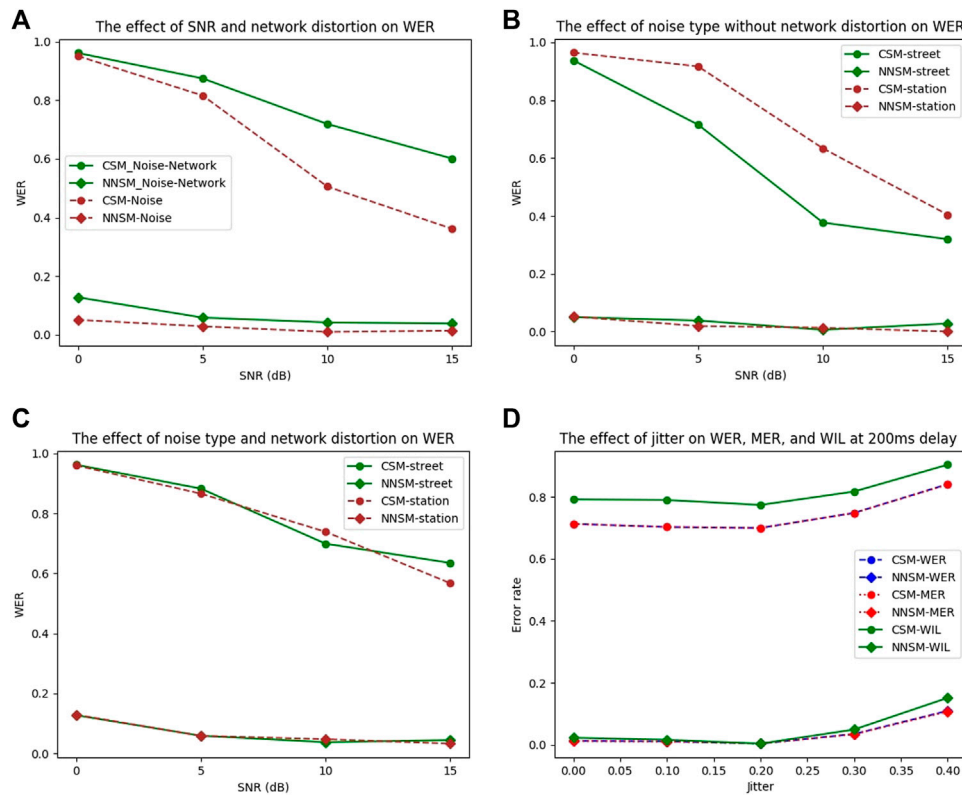 A
The effect of SNR and network distortion on WER
1.0
0.8
0.6
0.4
0.2
0.0
WER
CSM_Noise-Network
NNSM_Noise-Network
CSM-Noise
NNSM-Noise
0 5 10 15
SNR (dB)
B
The effect of noise type without network distortion on WER
1.0
0.8
0.6
0.4
0.2
0.0
WER
CSM-street
NNSM-street
CSM-station
NNSM-station
0 5 10 15
SNR (dB)
C
The effect of noise type and network distortion on WER
1.0
0.8
0.6
0.4
0.2
0.0
WER
CSM-street
NNSM-street
CSM-station
NNSM-station
0 5 10 15
SNR (dB)
D
The effect of jitter on WER, MER, and WIL at 200ms delay
0.8
0.6
0.4
0.2
0.0
Error rate
CSM-WER
NNSM-WER
CSM-MER
NNSM-MER
CSM-WIL
NNSM-WIL
0.00 0.05 0.10 0.15 0.20 0.25 0.30 0.35 0.40
Jitter